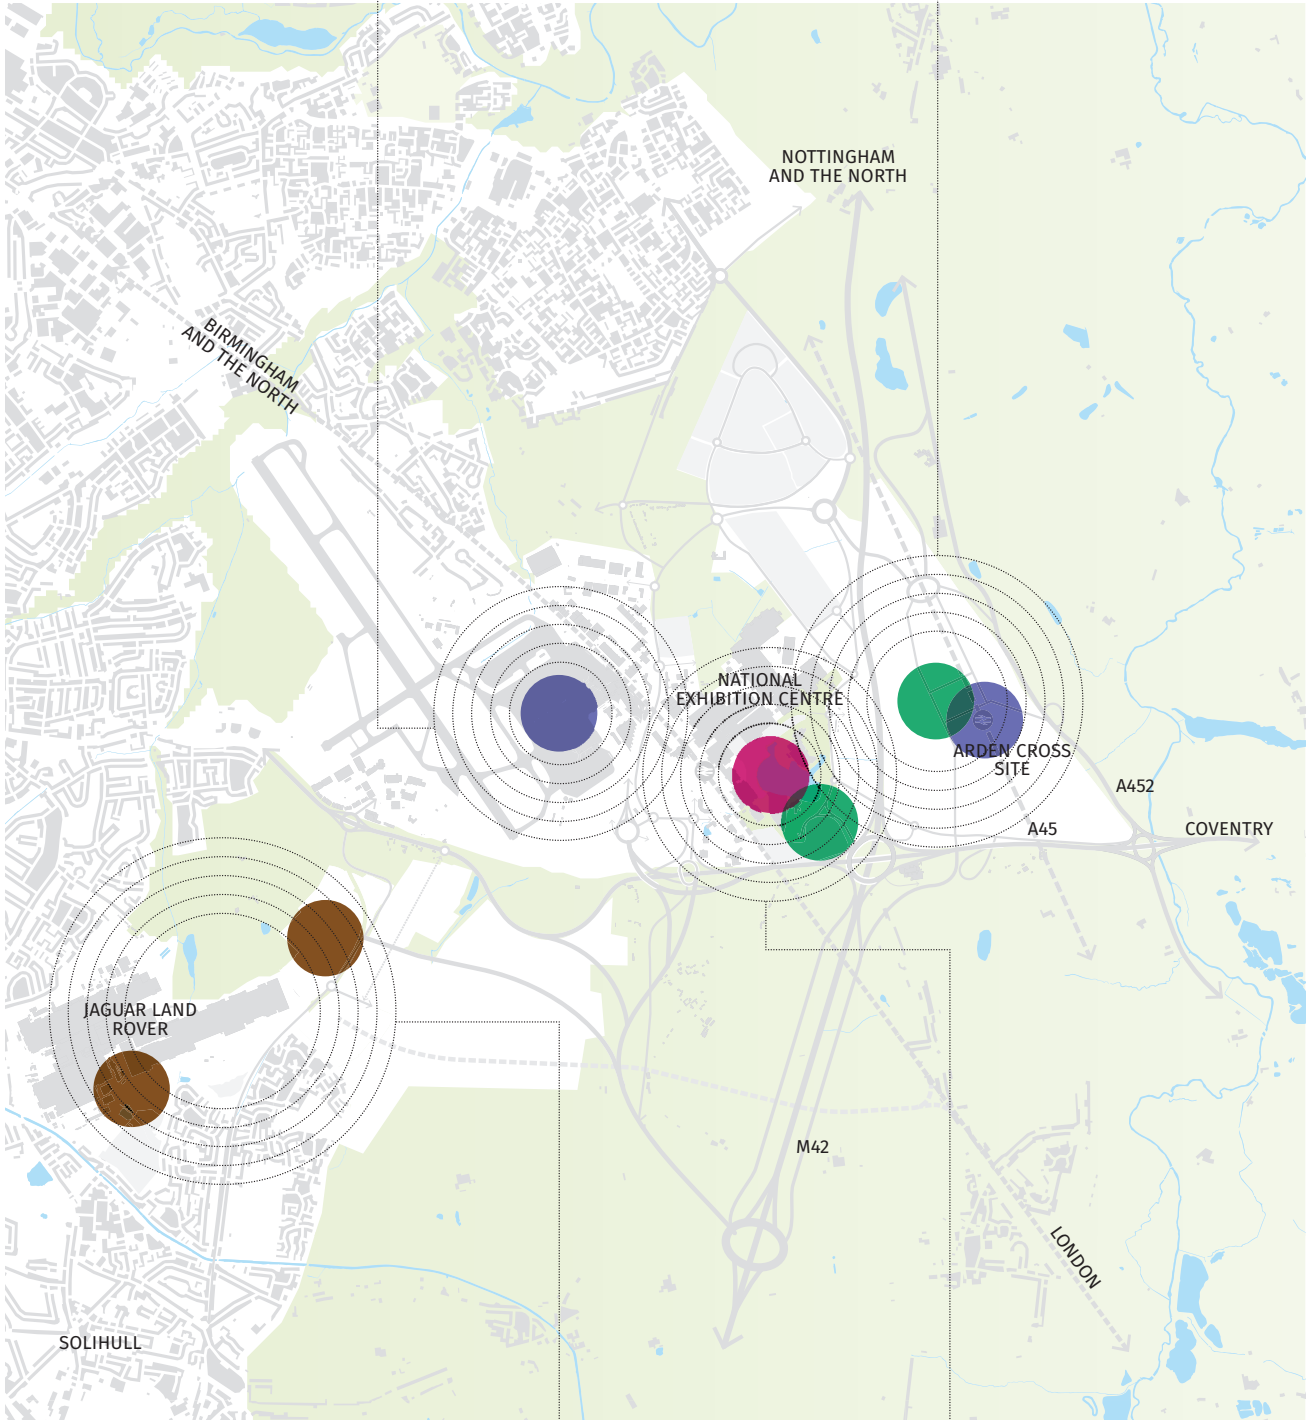 NOTTINGHAM
AND THE NORTH
BIRMINGHAM
AND THE NORTH
NATIONAL
EXHIBITION CENTRE
ARDEN CROSS
SITE
A452
A45
COVENTRY
JAGUAR LAND
ROVER
M42
LONDON
SOLIHULL